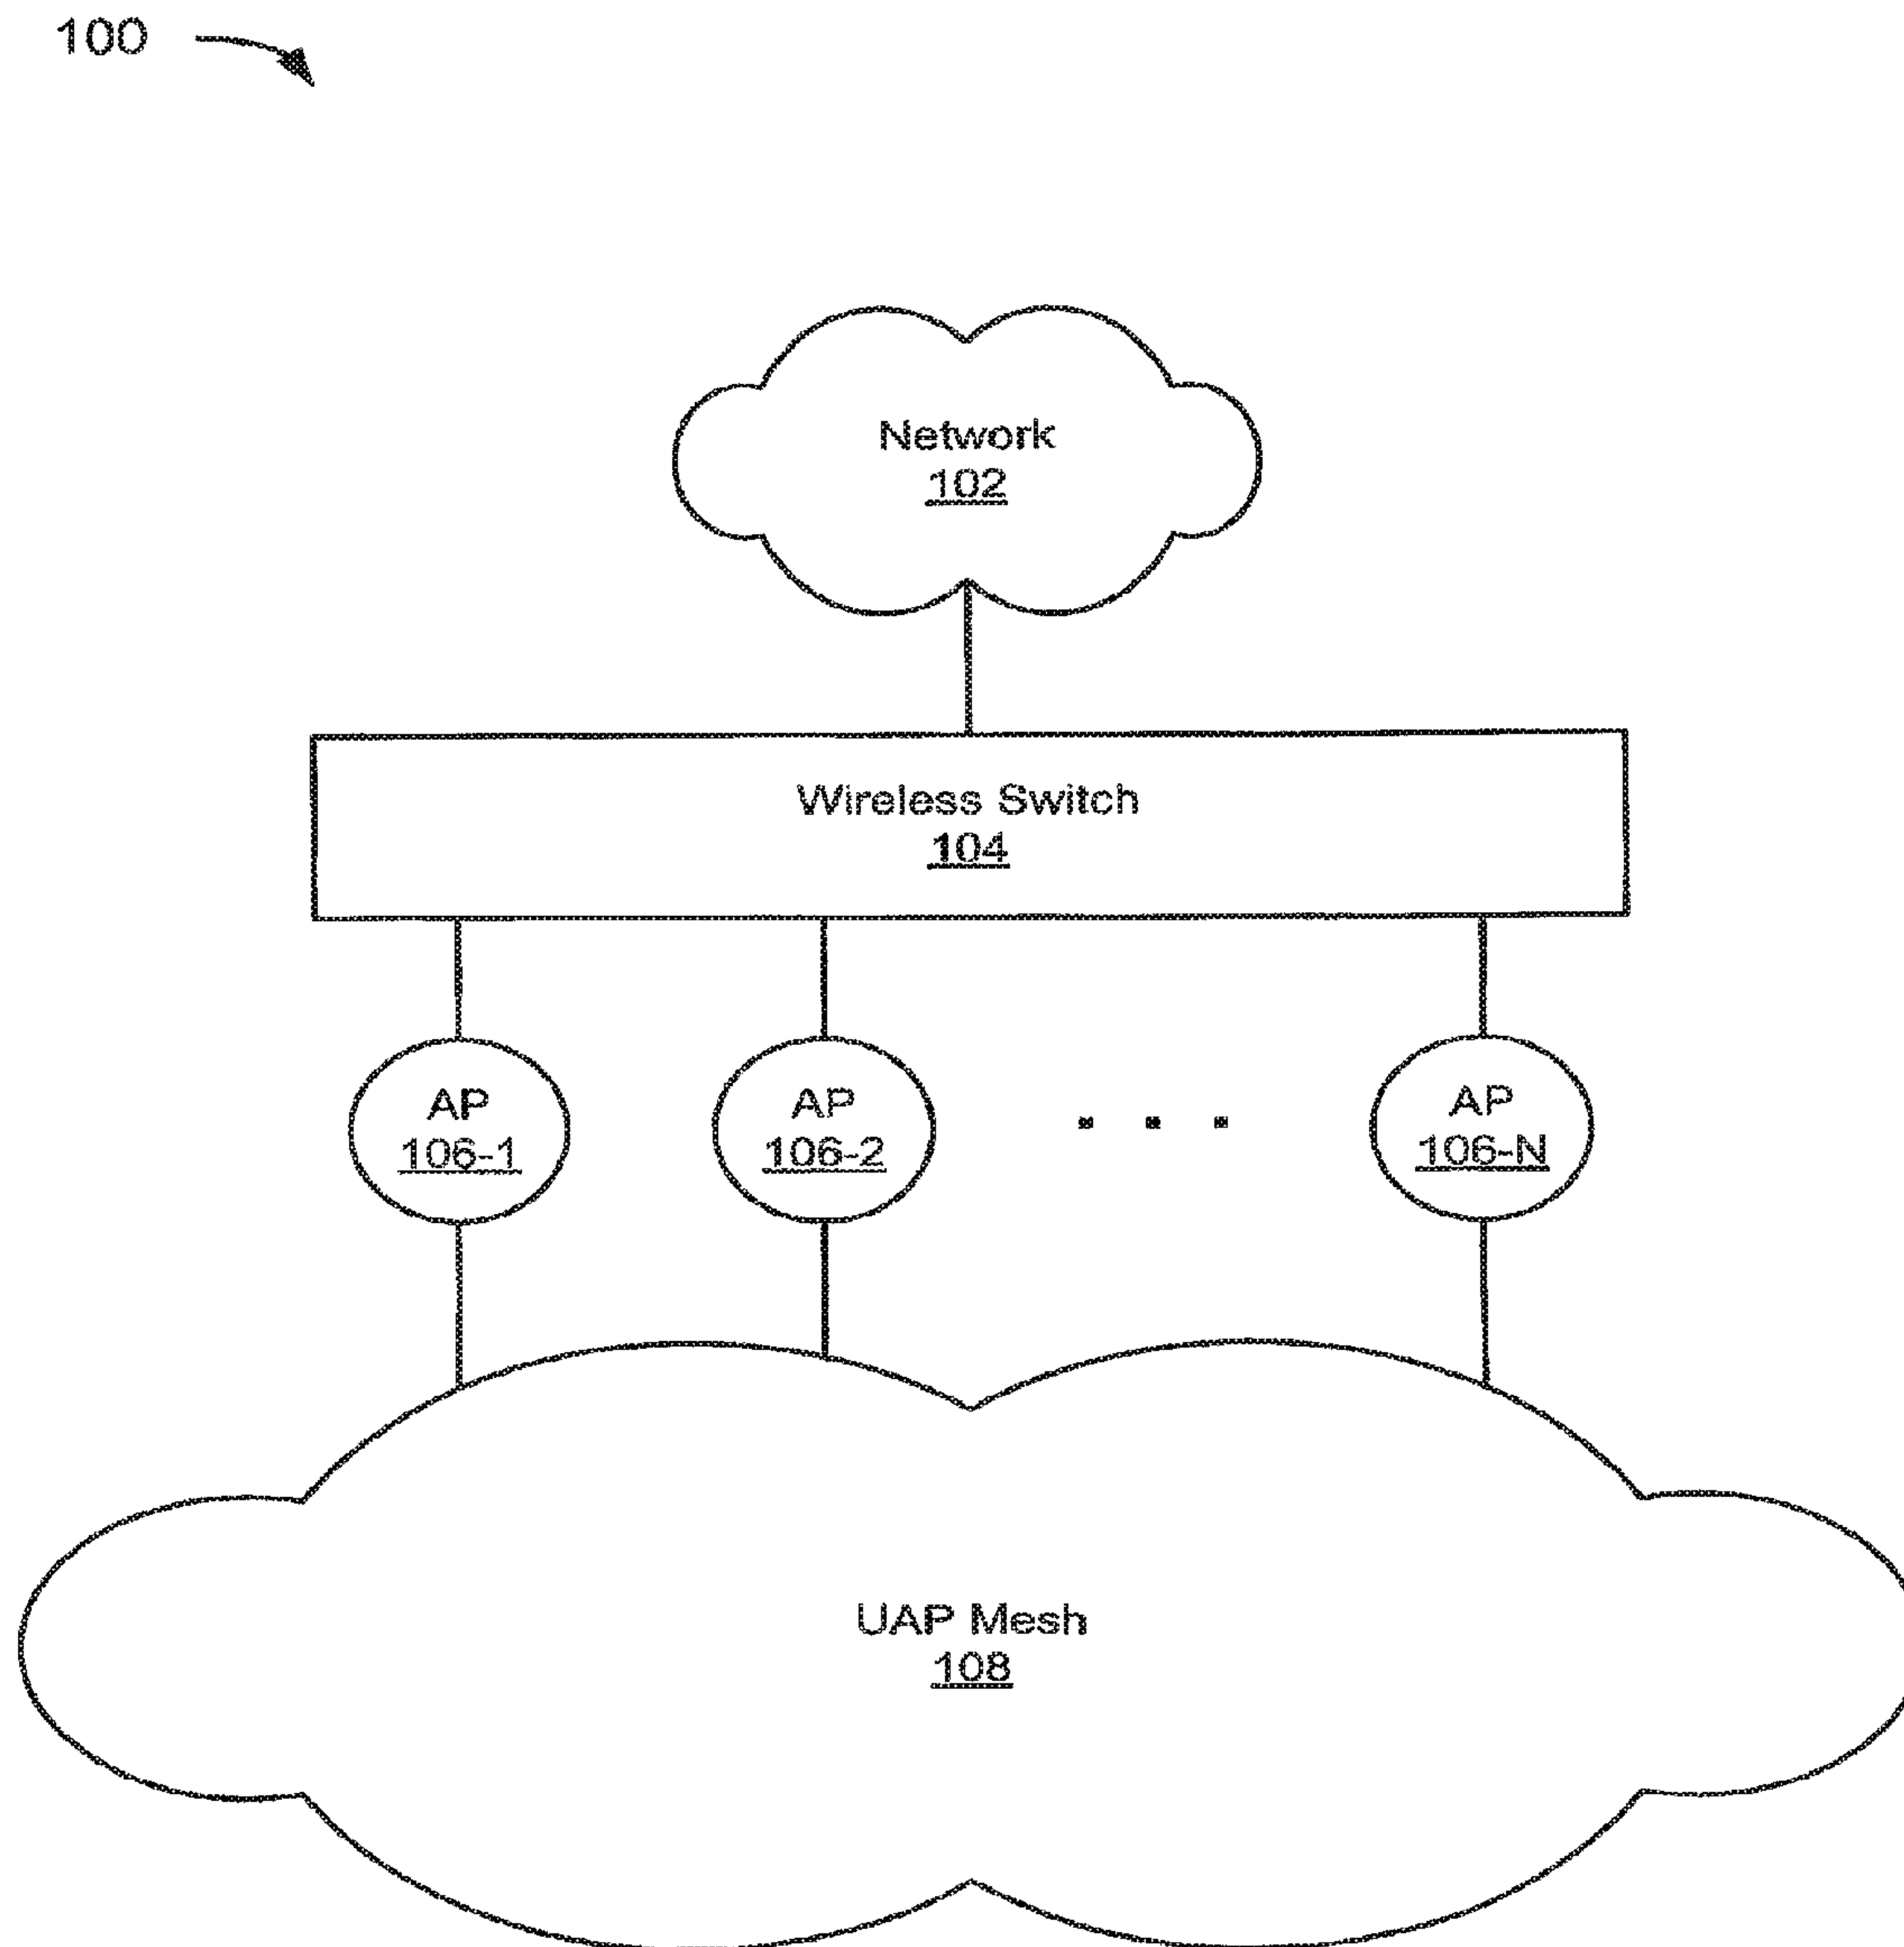 100
Network
102
Wireless Switch
104
AP
106-1
AP
106-2
. . .
AP
106-N
UAP Mesh
108